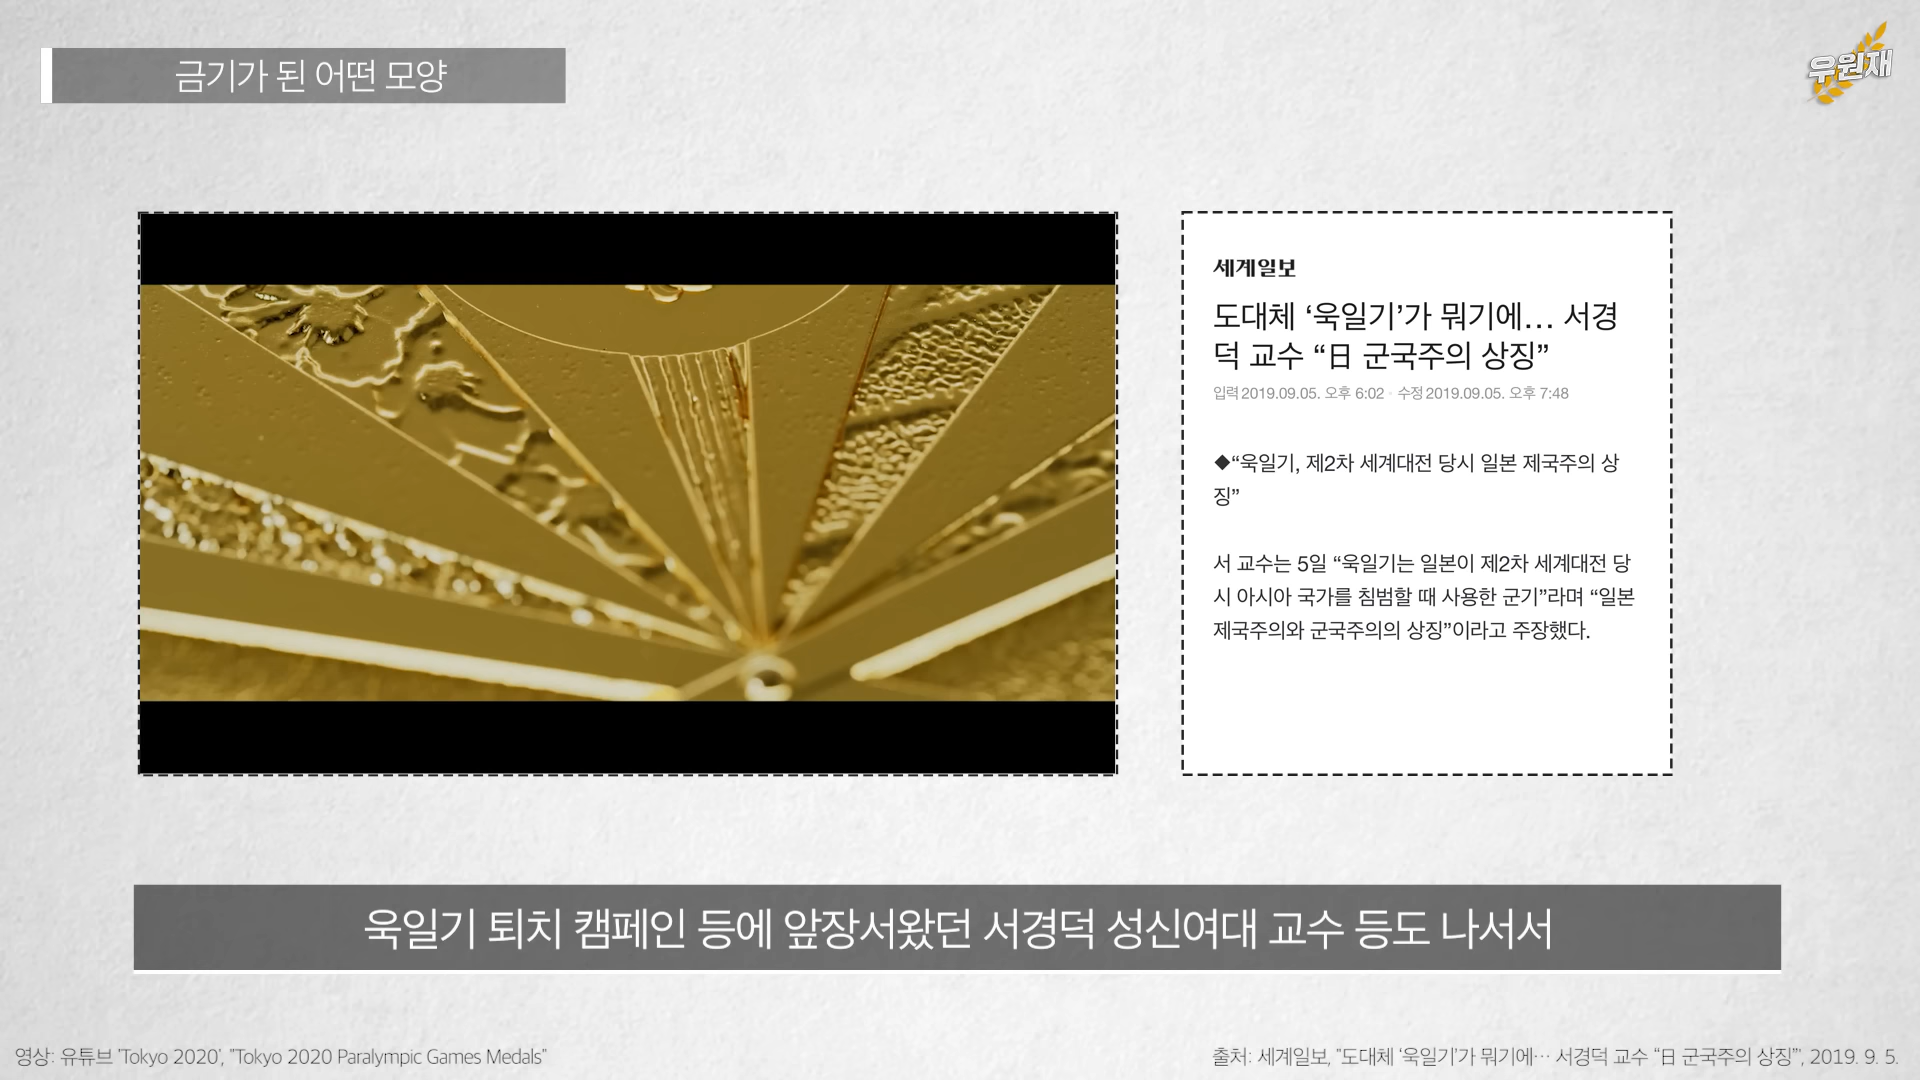 금기가 된 어떤 모양
우원재
세계일보
도대체 ‘욱일기’가 뭐기에… 서경
덕 교수 “日 군국주의 상징”
입력 2019.09.05. 오후 6:02 · 수정 2019.09.05. 오후 7:48
◆“욱일기, 제2차 세계대전 당시 일본 제국주의 상
징”
서 교수는 5일 “욱일기는 일본이 제2차 세계대전 당
시 아시아 국가를 침범할 때 사용한 군기”라며 “일본
제국주의와 군국주의의 상징”이라고 주장했다.
욱일기 퇴치 캠페인 등에 앞장서왔던 서경덕 성신여대 교수 등도 나서서
영상: 유튜브 'Tokyo 2020', "Tokyo 2020 Paralympic Games Medals"
출처: 세계일보, "도대체 ‘욱일기’가 뭐기에… 서경덕 교수 “日 군국주의 상징”", 2019. 9. 5.